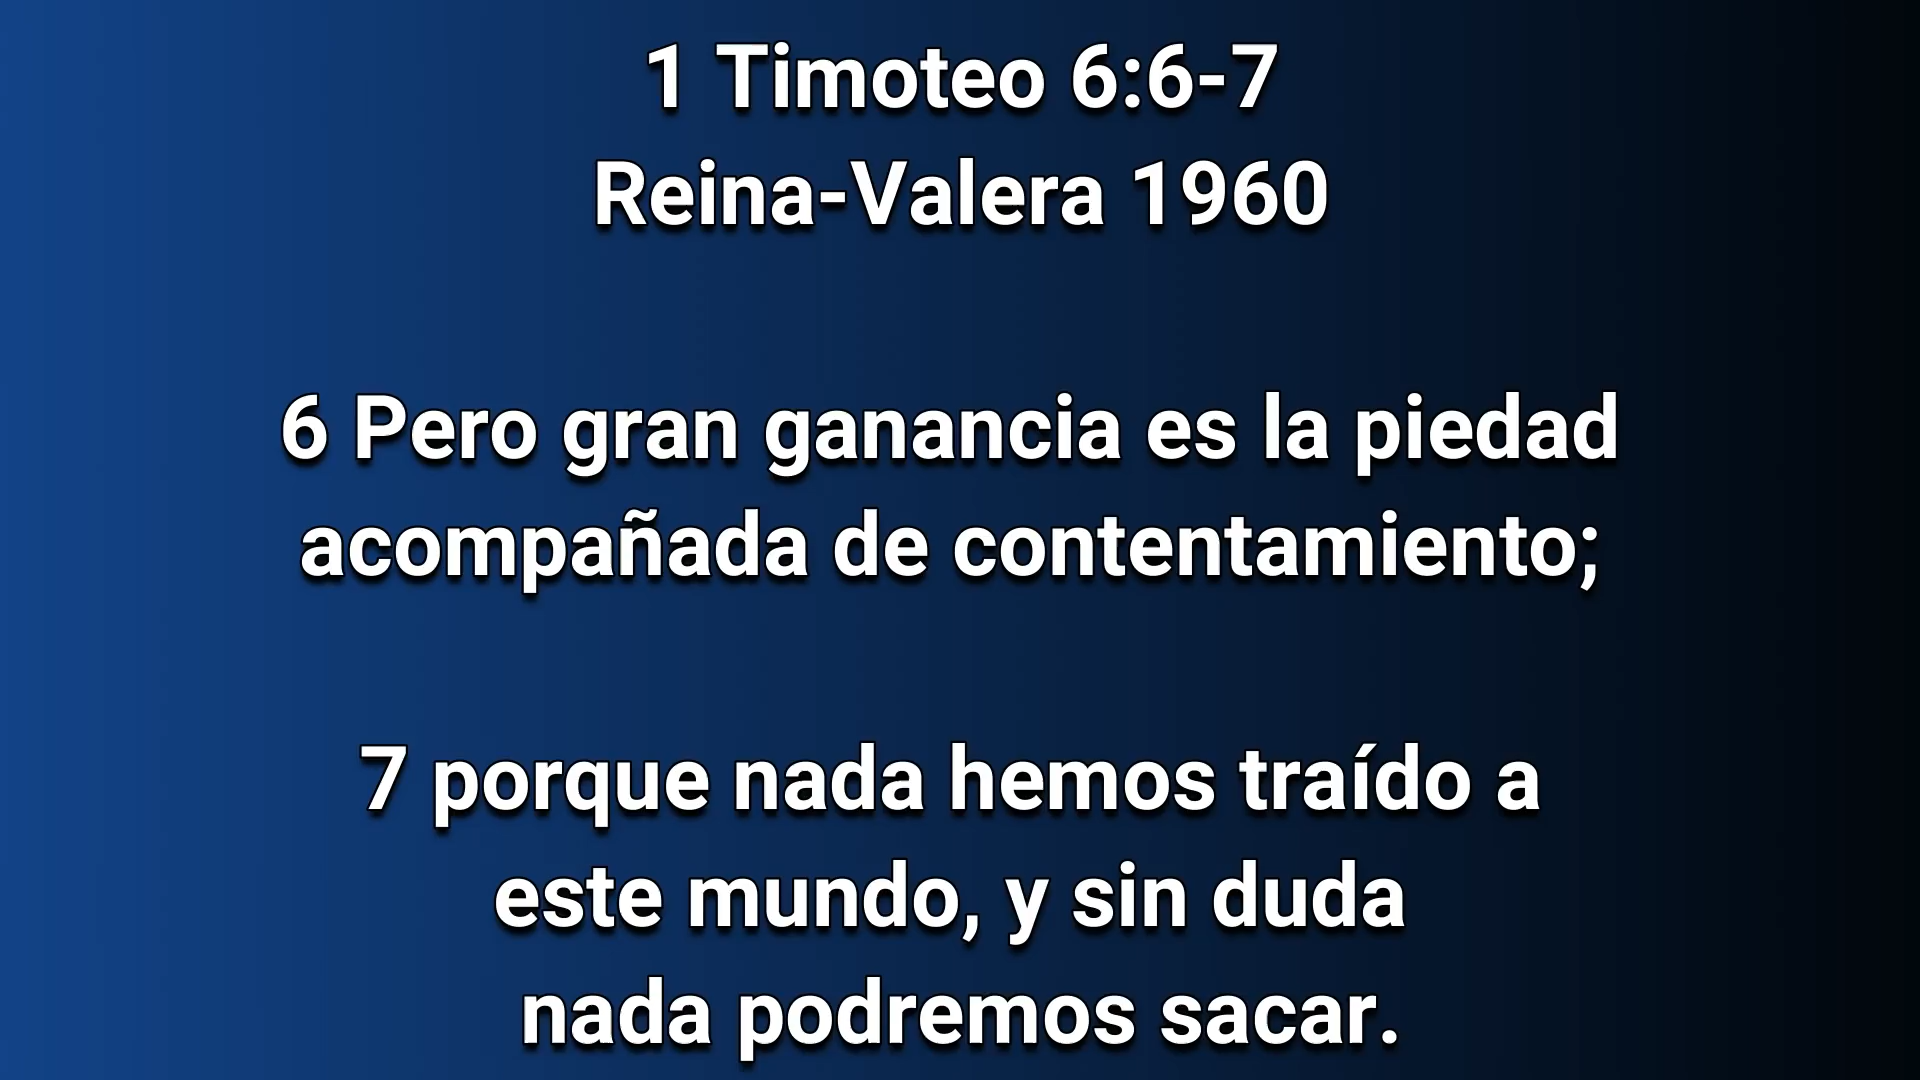 1 Timoteo 6:6-7
Reina-Valera 1960
6 Pero gran ganancia es la piedad
acompañada de contentamiento;
7 porque nada hemos traído a
este mundo, y sin duda
nada podremos sacar.